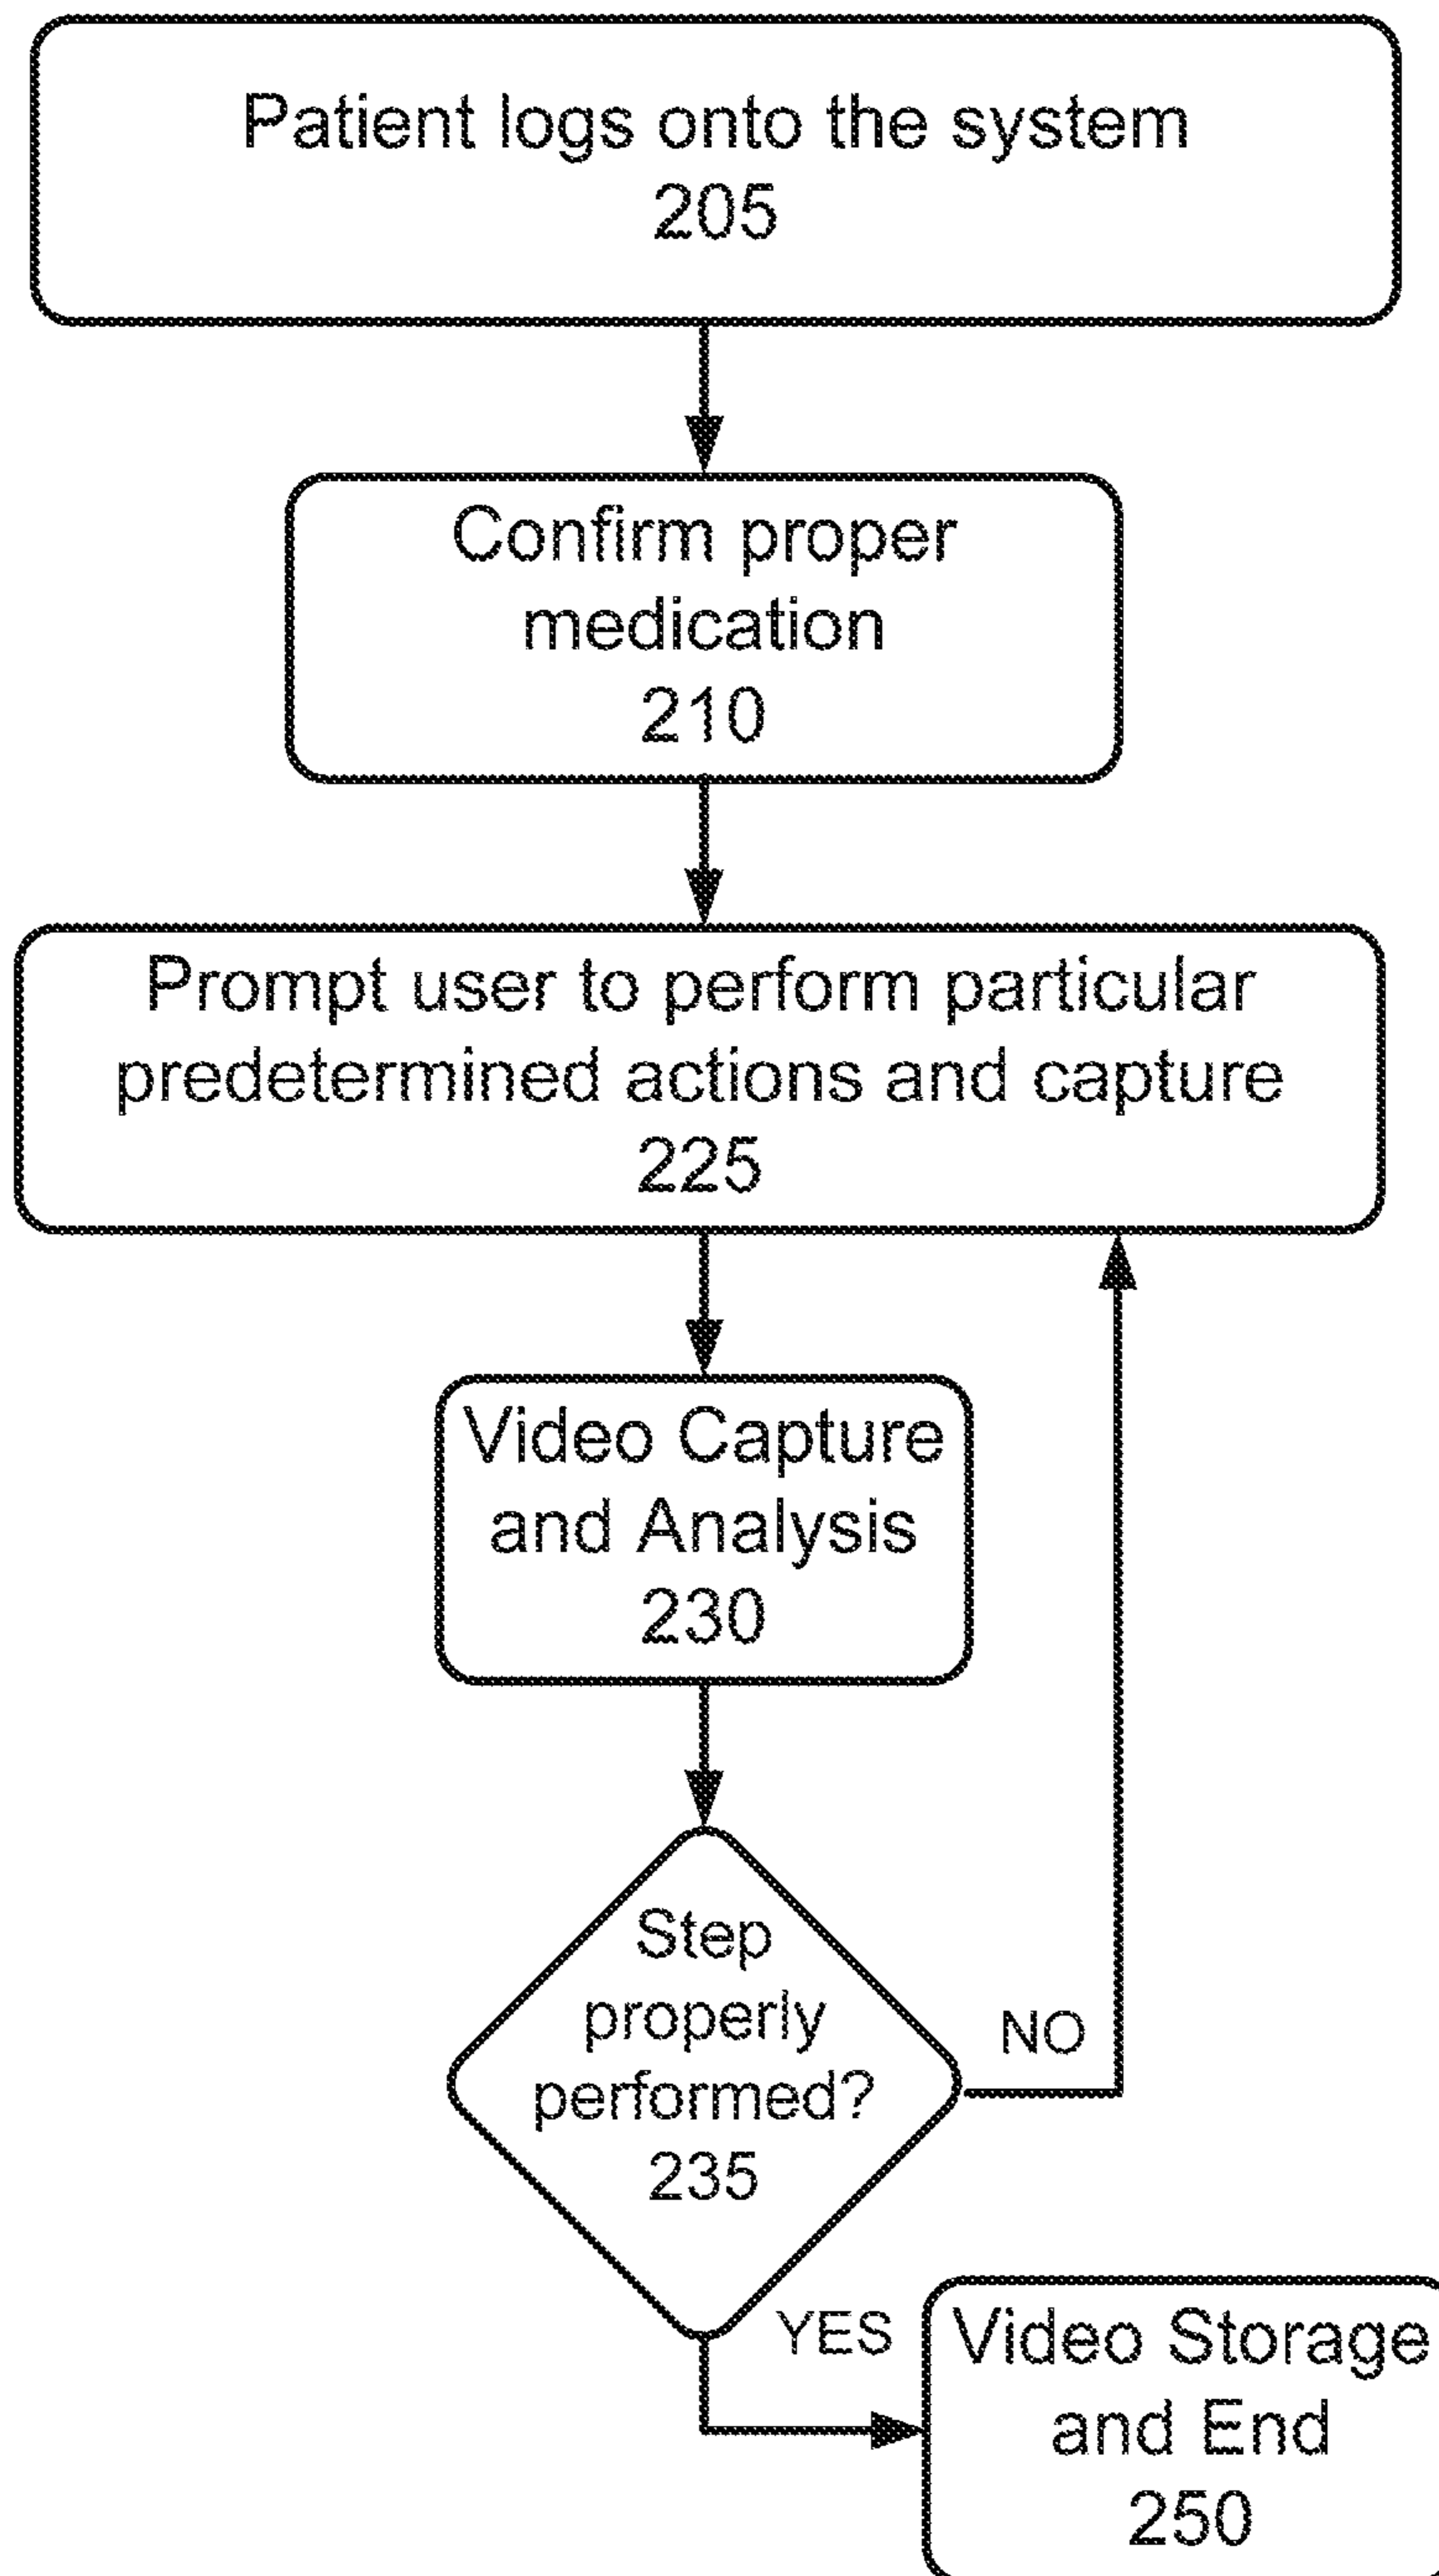 Patient logs onto the system
205
Confirm proper
medication
210
Prompt user to perform particular
predetermined actions and capture
225
Video Capture
and Analysis
230
Step
properly
performed?
235
NO
YES
Video Storage
and End
250